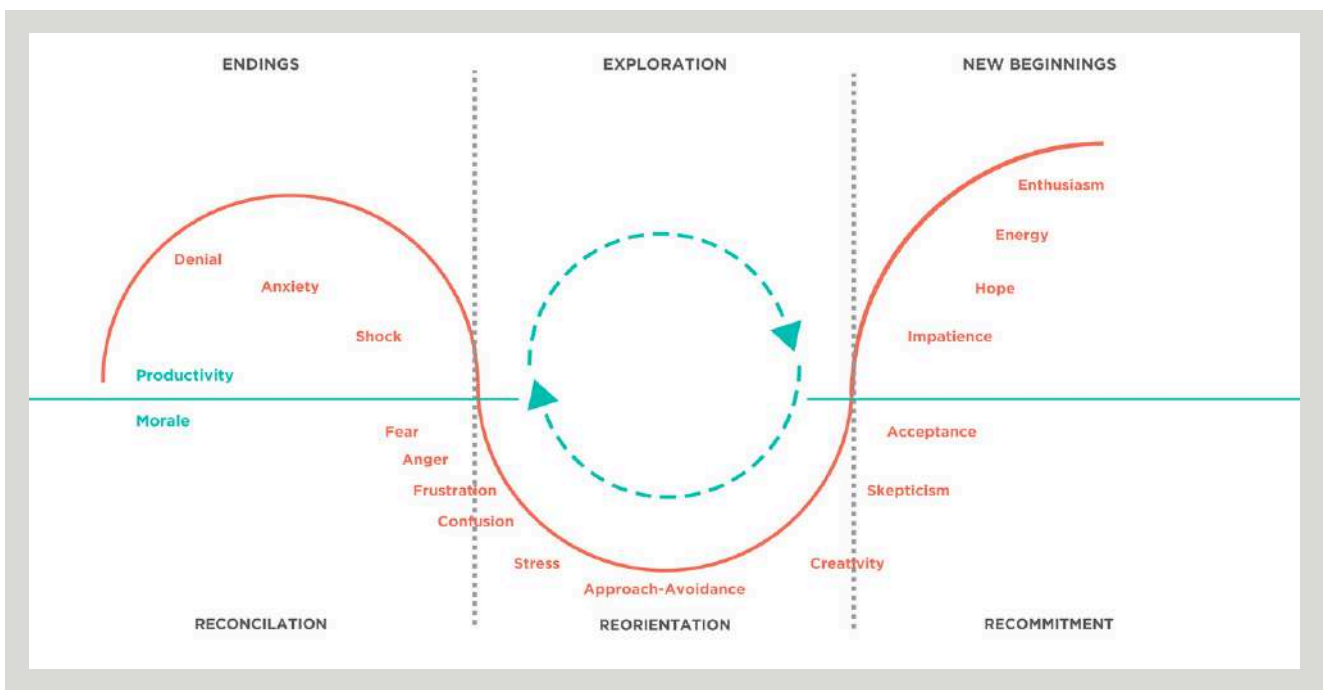 ENDINGS
EXPLORATION
NEW BEGINNINGS
Denial
Anxiety
Shock
Productivity
Morale
Fear
Anger
Frustration
Confusion
Stress
Approach-Avoidance
Creativity
Skepticism
Acceptance
Impatience
Hope
Energy
Enthusiasm
RECONCILATION
REORIENTATION
RECOMMITMENT